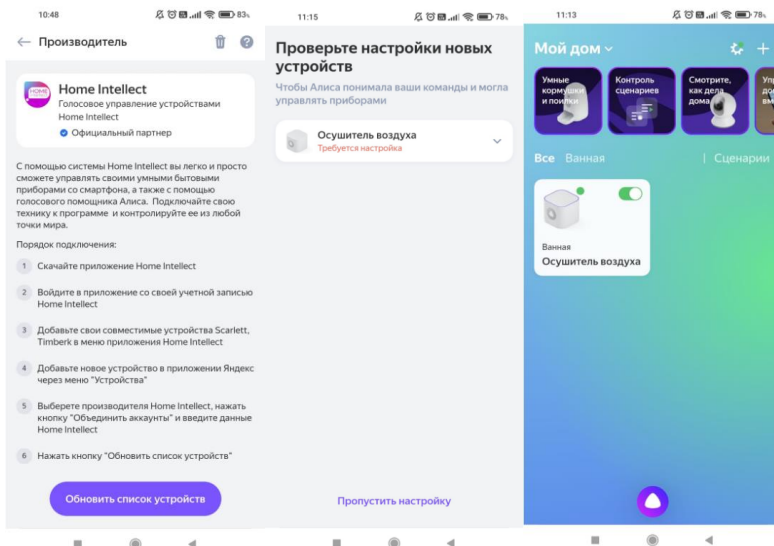 10:48
83%
Производитель
Home Intellect
Голосовое управление устройствами
Home Intellect
Официальный партнер
С помощью системы Home Intellect вы легко и просто
сможете управлять своими умными бытовыми
приборами со смартфона, а также с помощью
голосового помощника Алиса. Подключайте свою
технику к программе и контролируйте ее из любой
точки мира.
Порядок подключения:
1 Скачайте приложение Home Intellect
2 Войдите в приложение со своей учетной записью
Home Intellect
3 Добавьте свои совместимые устройства Scarlett,
Timberk в меню приложения Home Intellect
4 Добавьте новое устройство в приложении Яндекс
через меню "Устройства"
5 Выберете производителя Home Intellect, нажать
кнопку "Объединить аккаунты" и введите данные
Home Intellect
6 Нажать кнопку "Обновить список устройств"
Обновить список устройств
11:15
78%
Проверьте настройки новых
устройств
Чтобы Алиса понимала ваши команды и могла
управлять приборами
Осушитель воздуха
Требуется настройка
Пропустить настройку
11:13
78%
Мой дом
Умные
кормушки
и поилки
Контроль
сценариев
Смотрите,
как дела
дома
Все Ванная | Сценарии
Ванная
Осушитель воздуха